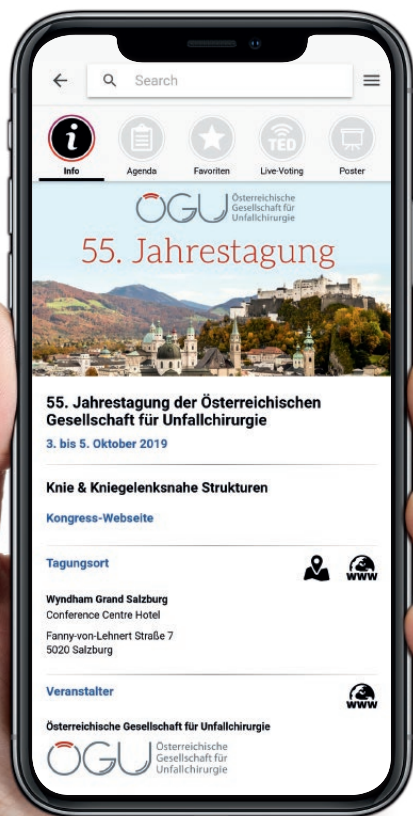 Search
Info
Agenda
Favoriten
TED
Live-Voting
Poster
ÖGU
Österreichische
Gesellschaft für
Unfallchirurgie
55. Jahrestagung
55. Jahrestagung der Österreichischen
Gesellschaft für Unfallchirurgie
3. bis 5. Oktober 2019
Knie & Kniegelenksnahe Strukturen
Kongress-Webseite
Tagungsort
www
Wyndham Grand Salzburg
Conference Centre Hotel
Fanny-von-Lehnert Straße 7
5020 Salzburg
Veranstalter
www
Österreichische Gesellschaft für Unfallchirurgie
ÖGU
Österreichische
Gesellschaft für
Unfallchirurgie